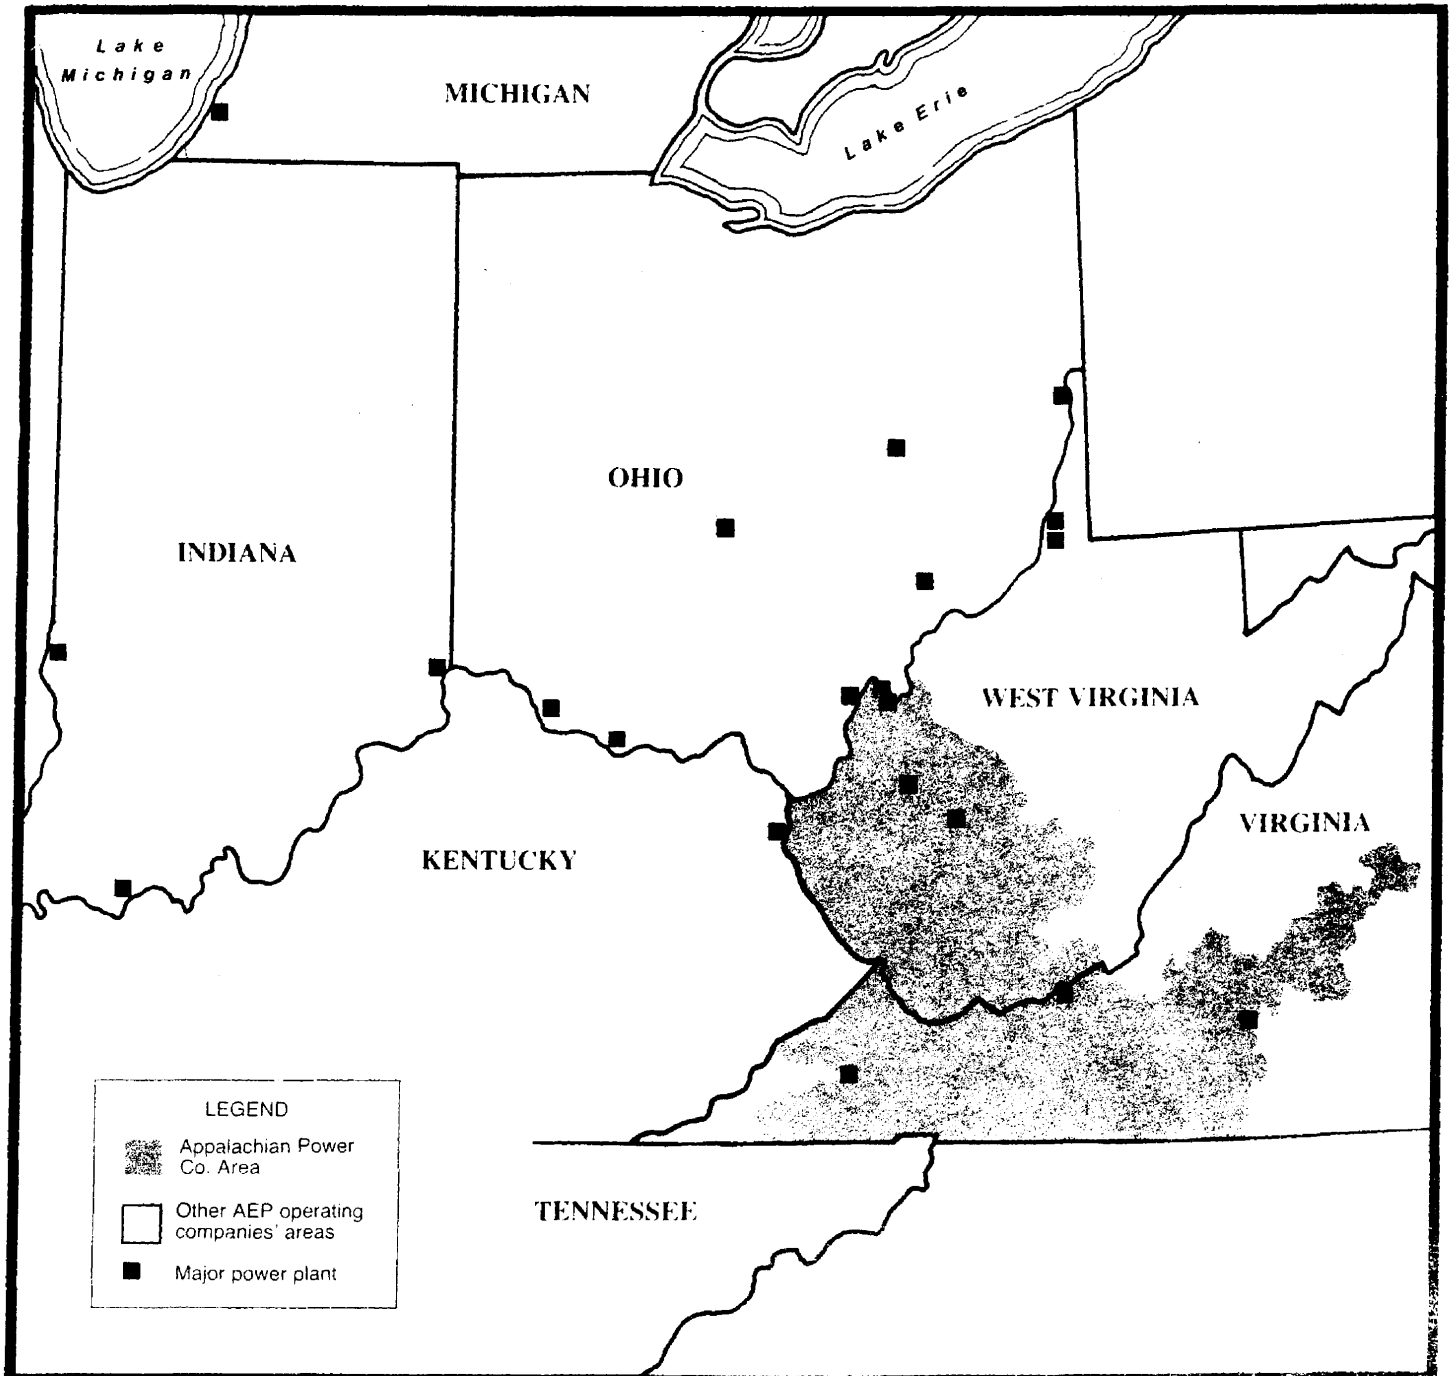 Lake
Michigan
MICHIGAN
Lake Erie
OHIO
INDIANA
WEST VIRGINIA
VIRGINIA
KENTUCKY
LEGEND
Appalachian Power
Co. Area
Other AEP operating
companies' areas
Major power plant
TENNESSEE